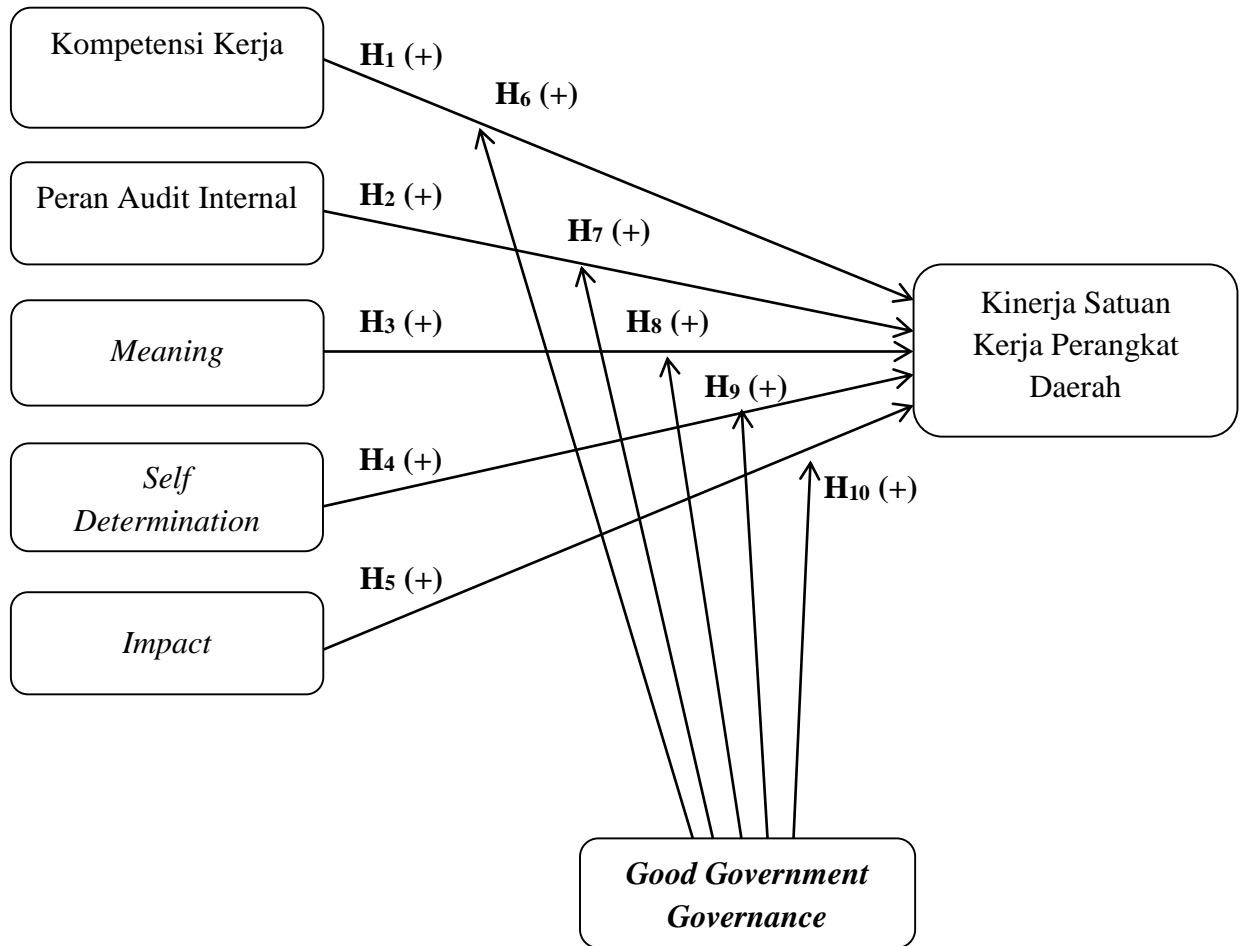 Kompetensi Kerja
H1 (+)
H6 (+)
Peran Audit Internal
H2 (+)
H7 (+)
Meaning
H3 (+)
H8 (+)
Kinerja Satuan
Kerja Perangkat
Daerah
H9 (+)
Self
Determination
H4 (+)
H10 (+)
Impact
H5 (+)
Good Government
Governance